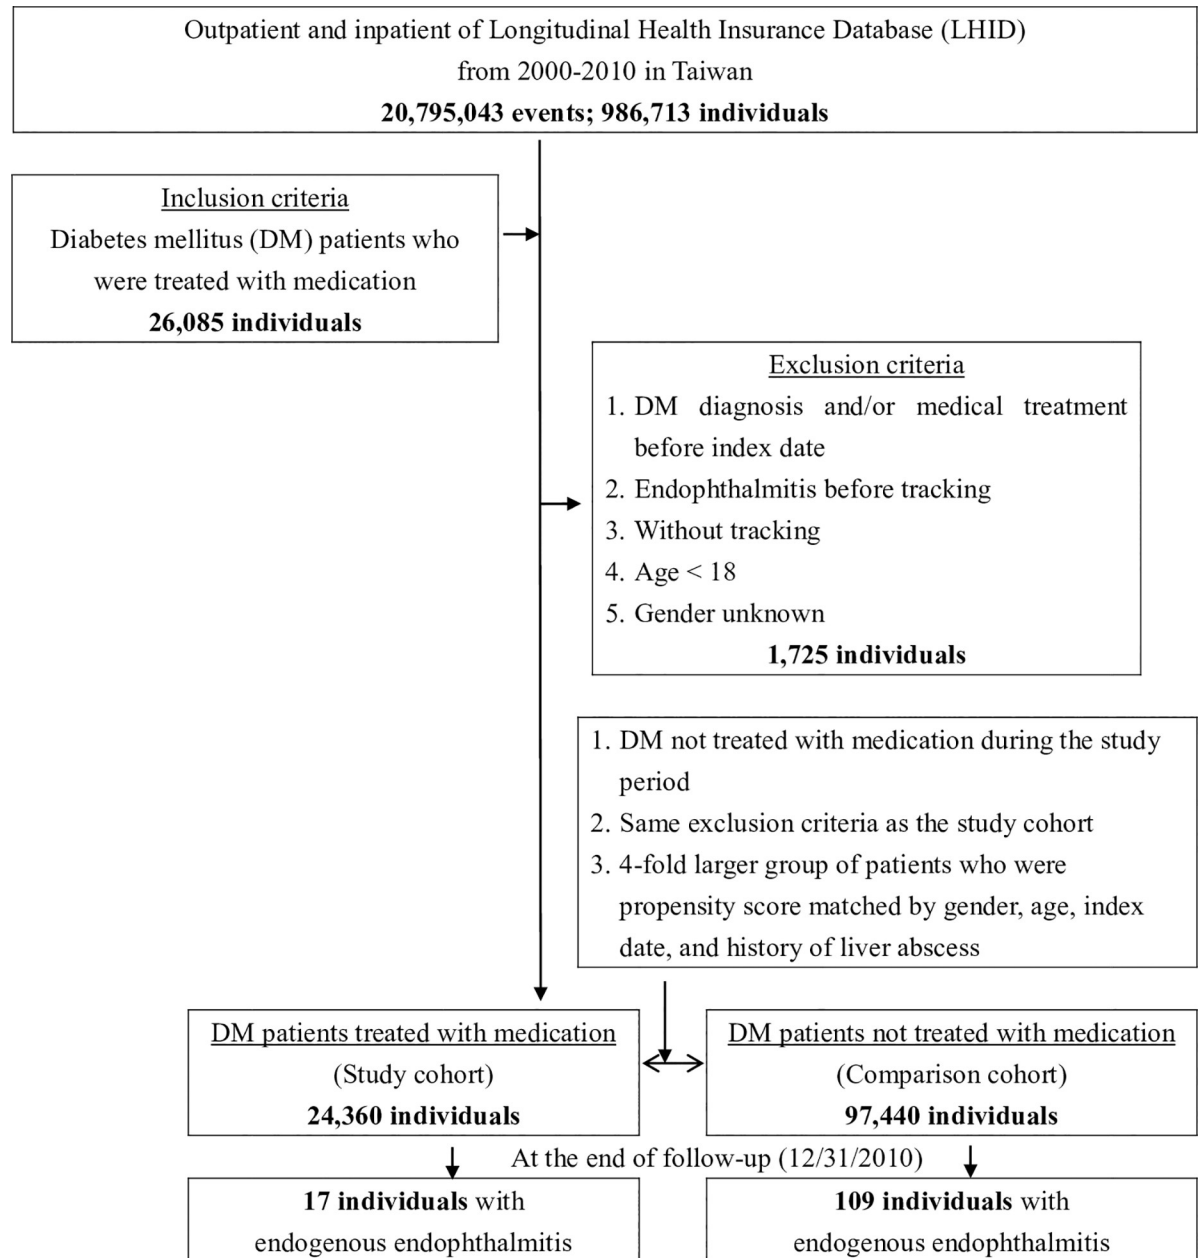 Outpatient and inpatient of Longitudinal Health Insurance Database (LHID)
from 2000-2010 in Taiwan
20,795,043 events; 986,713 individuals
Inclusion criteria
Diabetes mellitus (DM) patients who
were treated with medication
26,085 individuals
Exclusion criteria
1. DM diagnosis and/or medical treatment
before index date
2. Endophthalmitis before tracking
3. Without tracking
4. Age < 18
5. Gender unknown
1,725 individuals
1. DM not treated with medication during the study
period
2. Same exclusion criteria as the study cohort
3. 4-fold larger group of patients who were
propensity score matched by gender, age, index
date, and history of liver abscess
DM patients treated with medication
(Study cohort)
24,360 individuals
DM patients not treated with medication
(Comparison cohort)
97,440 individuals
At the end of follow-up (12/31/2010)
17 individuals with
endogenous endophthalmitis
109 individuals with
endogenous endophthalmitis